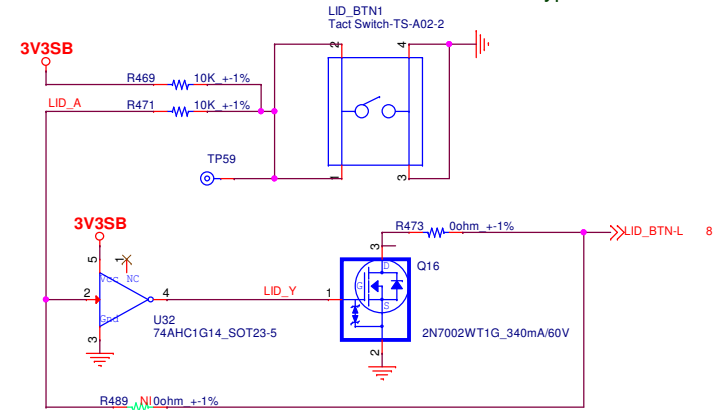 LID_BTN1
Tact Switch-TS-A02-2
3V3SB
2
4
R469
10K_+-1%
LID_A
R471
10K_+-1%
TP59
1
3
R473
0ohm_+-1%
LID_BTN-L
8
3V3SB
3
5
1
Vcc
NC
D
Q16
G
2
4
LID_Y
1
S
U32
74AHC1G14_SOT23-5
Gnd
3
2
2N7002WT1G_340mA/60V
R489
NI
0ohm_+-1%